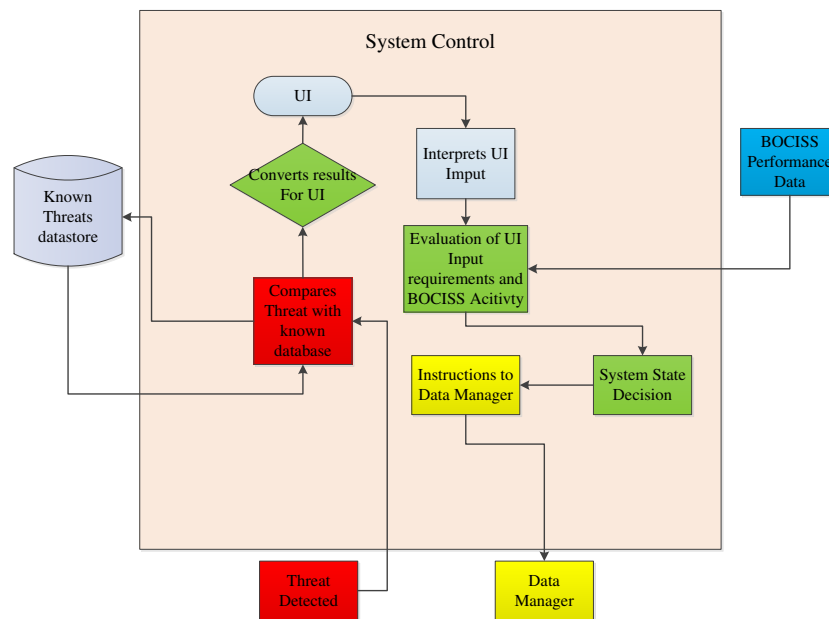 System Control
UI
Interprets UI
Imput
BOCISS
Performance
Data
Converts results
For UI
Known
Threats
datastore
Evaluation of UI
Input
requirements and
BOCISS Acitivty
Compares
Threat with
known
database
Instructions to
Data Manager
System State
Decision
Threat
Detected
Data
Manager